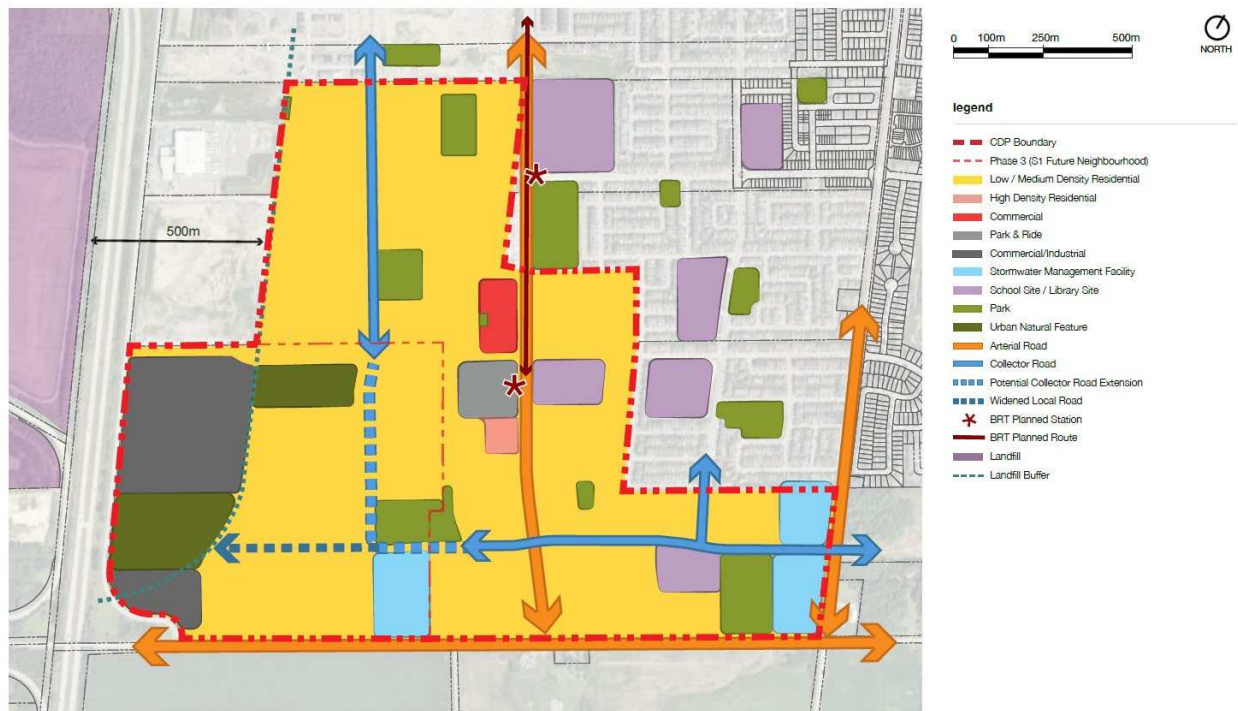 0 100m 250m 500m
NORTH
500m
legend
CDP Boundary
Phase 3 (S1 Future Neighbourhood)
Low / Medium Density Residential
High Density Residential
Commercial
Park & Ride
Commercial/Industrial
Stormwater Management Facility
School Site / Library Site
Park
Urban Natural Feature
Arterial Road
Collector Road
Potential Collector Road Extension
Widened Local Road
BRT Planned Station
BRT Planned Route
Landfill
Landfill Buffer